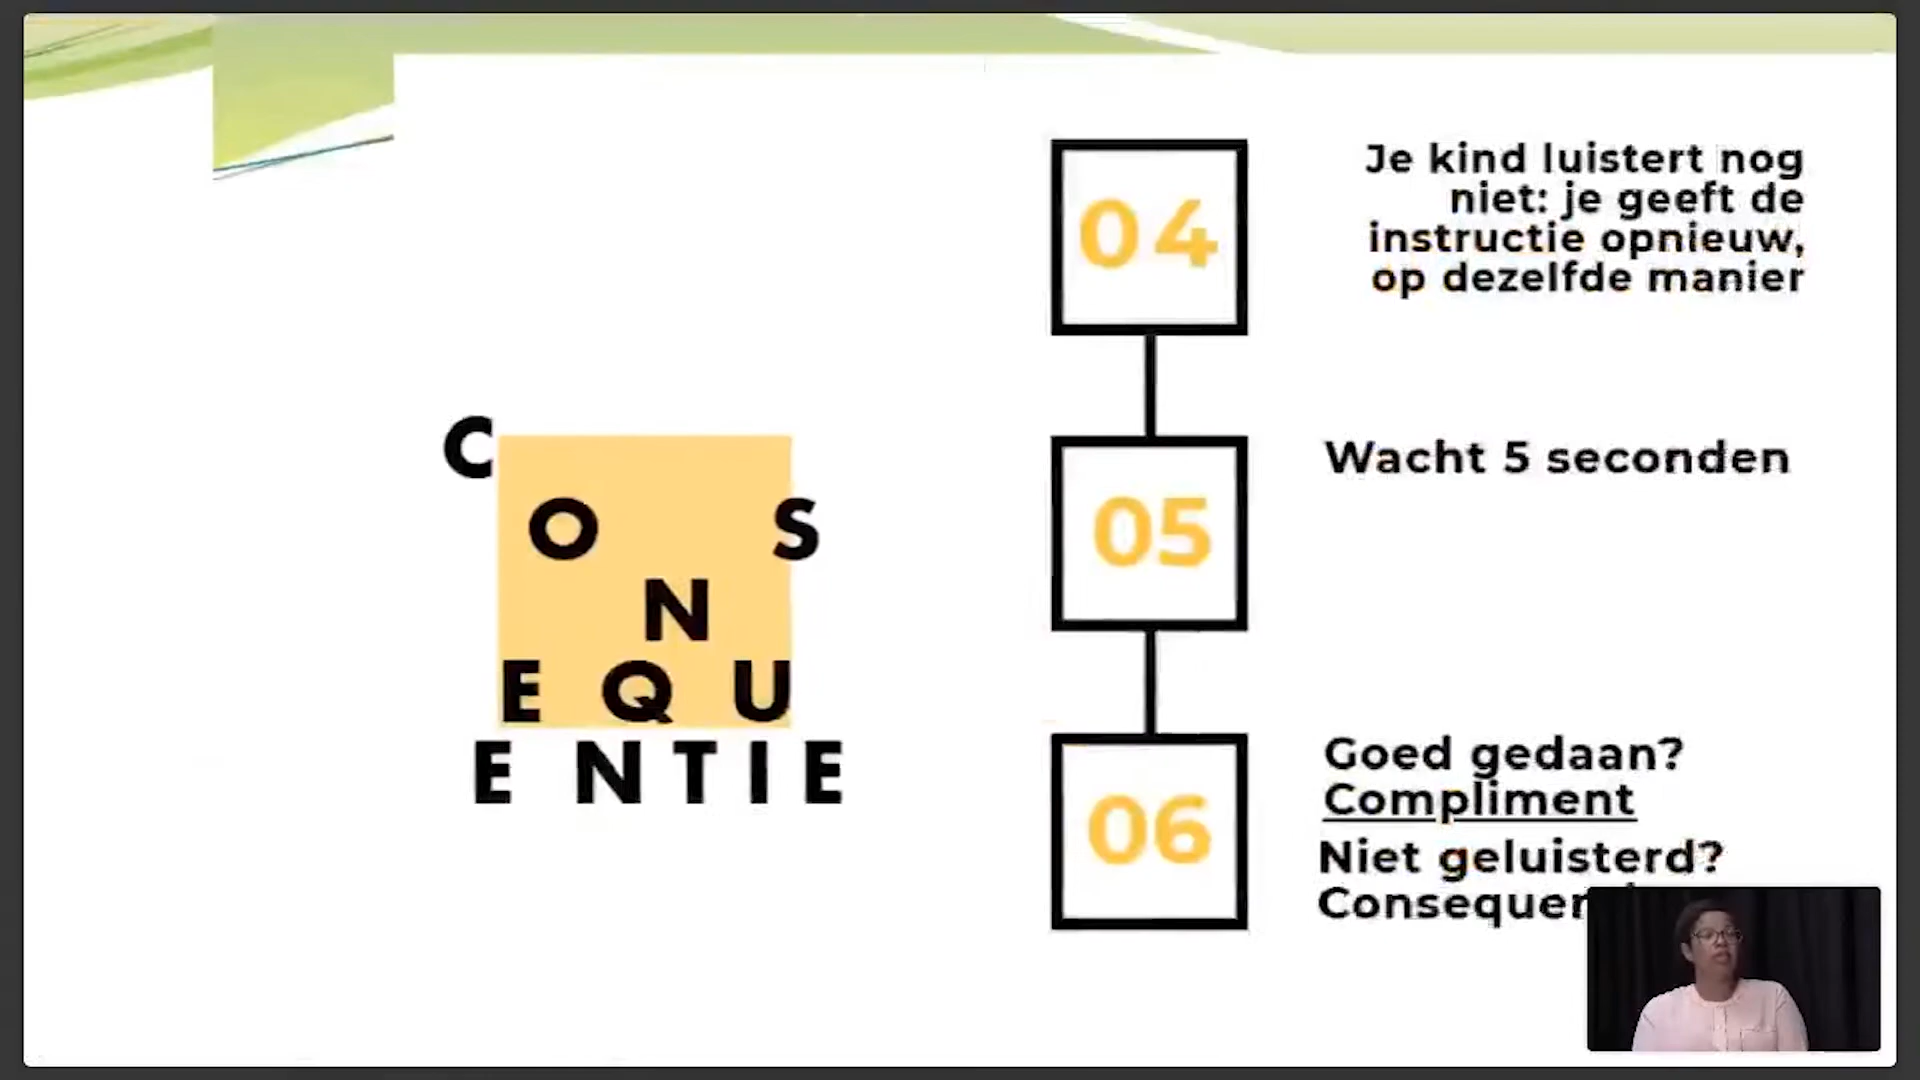 C
O S
N
E Q U
E N T I E
04
Je kind luistert nog
niet: je geeft de
instructie opnieuw,
op dezelfde manier
05
Wacht 5 seconden
06
Goed gedaan?
Compliment
Niet geluisterd?